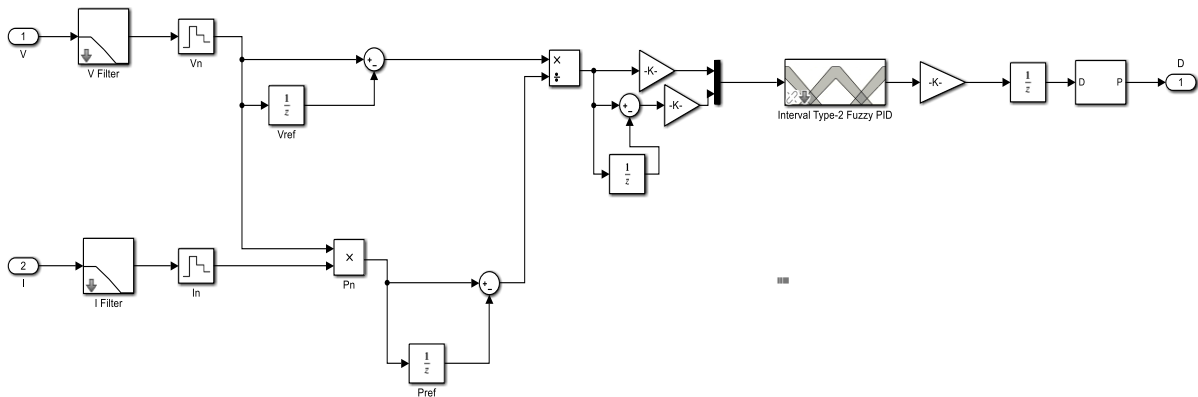 1
V
V Filter
Vn
1
z
Vref
2
I
I Filter
In
×
Pn
1
z
Pref
×
÷
-K-
-K-
1
z
Interval Type-2 Fuzzy PID
-K-
1
z
D P
D
1